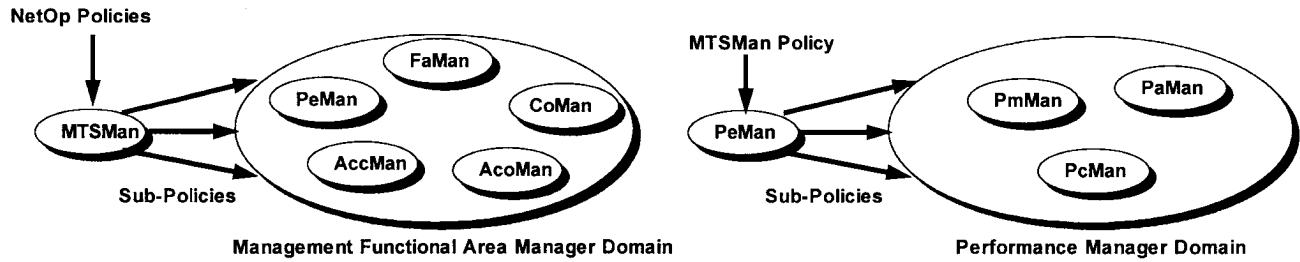 NetOp Policies
MTSMan
FaMan
PeMan
CoMan
AccMan
AcoMan
Sub-Policies
Management Functional Area Manager Domain
MTSMan Policy
PeMan
PmMan
PaMan
PcMan
Sub-Policies
Performance Manager Domain